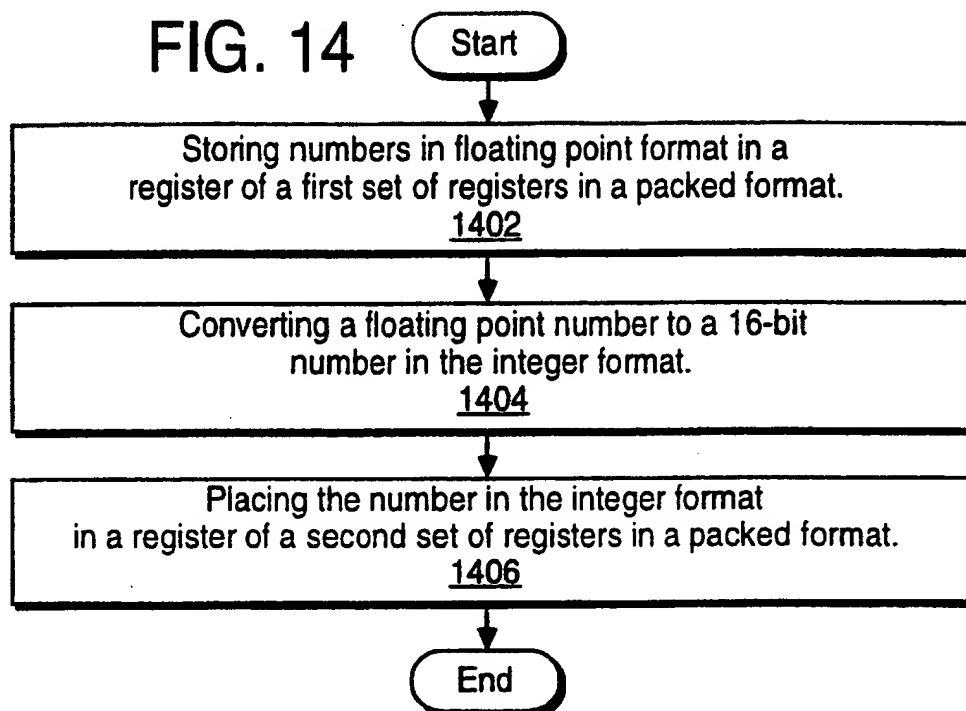 FIG. 14
Start
Storing numbers in floating point format in a
register of a first set of registers in a packed format.
1402
Converting a floating point number to a 16-bit
number in the integer format.
1404
Placing the number in the integer format
in a register of a second set of registers in a packed format.
1406
End